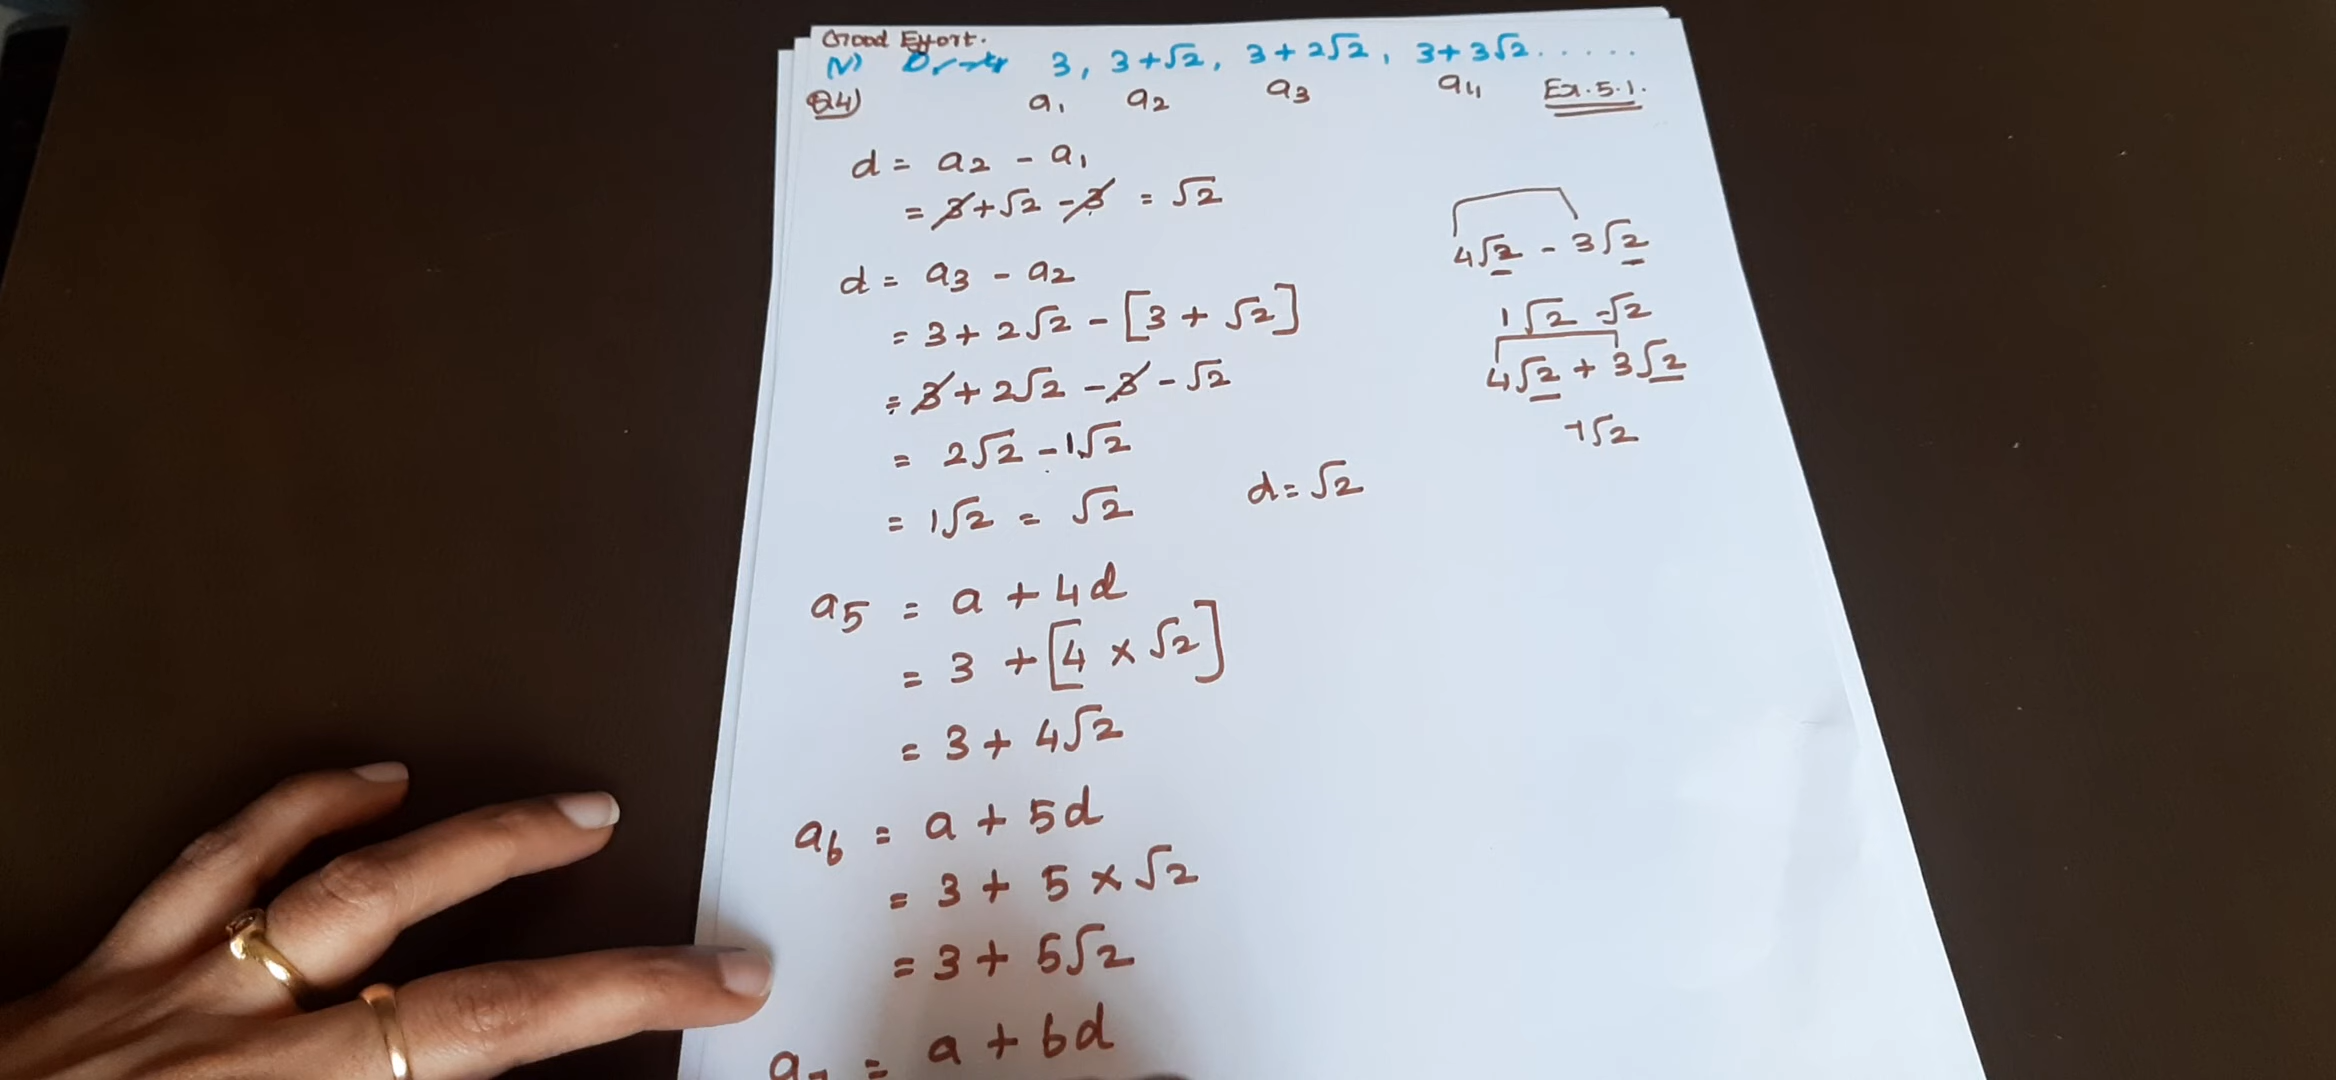 Good Effort.
(V) 3, 3+√2, 3+2√2, 3+3√2.....
Q4) a1 a2 a3 a4 Ex.5.1.
d = a2 - a1
= 3+√2 -3 = √2
d = a3 - a2
= 3 + 2√2 - [3 + √2]
= 3 + 2√2 - 3 - √2
= 2√2 - 1√2
= 1√2 = √2
d = √2
4√2 - 3√2
1√2 √2
4√2 + 3√2
7√2
a5 = a + 4d
= 3 + [4 × √2]
= 3 + 4√2
a6 = a + 5d
= 3 + 5 × √2
= 3 + 5√2
a7 = a + 6d